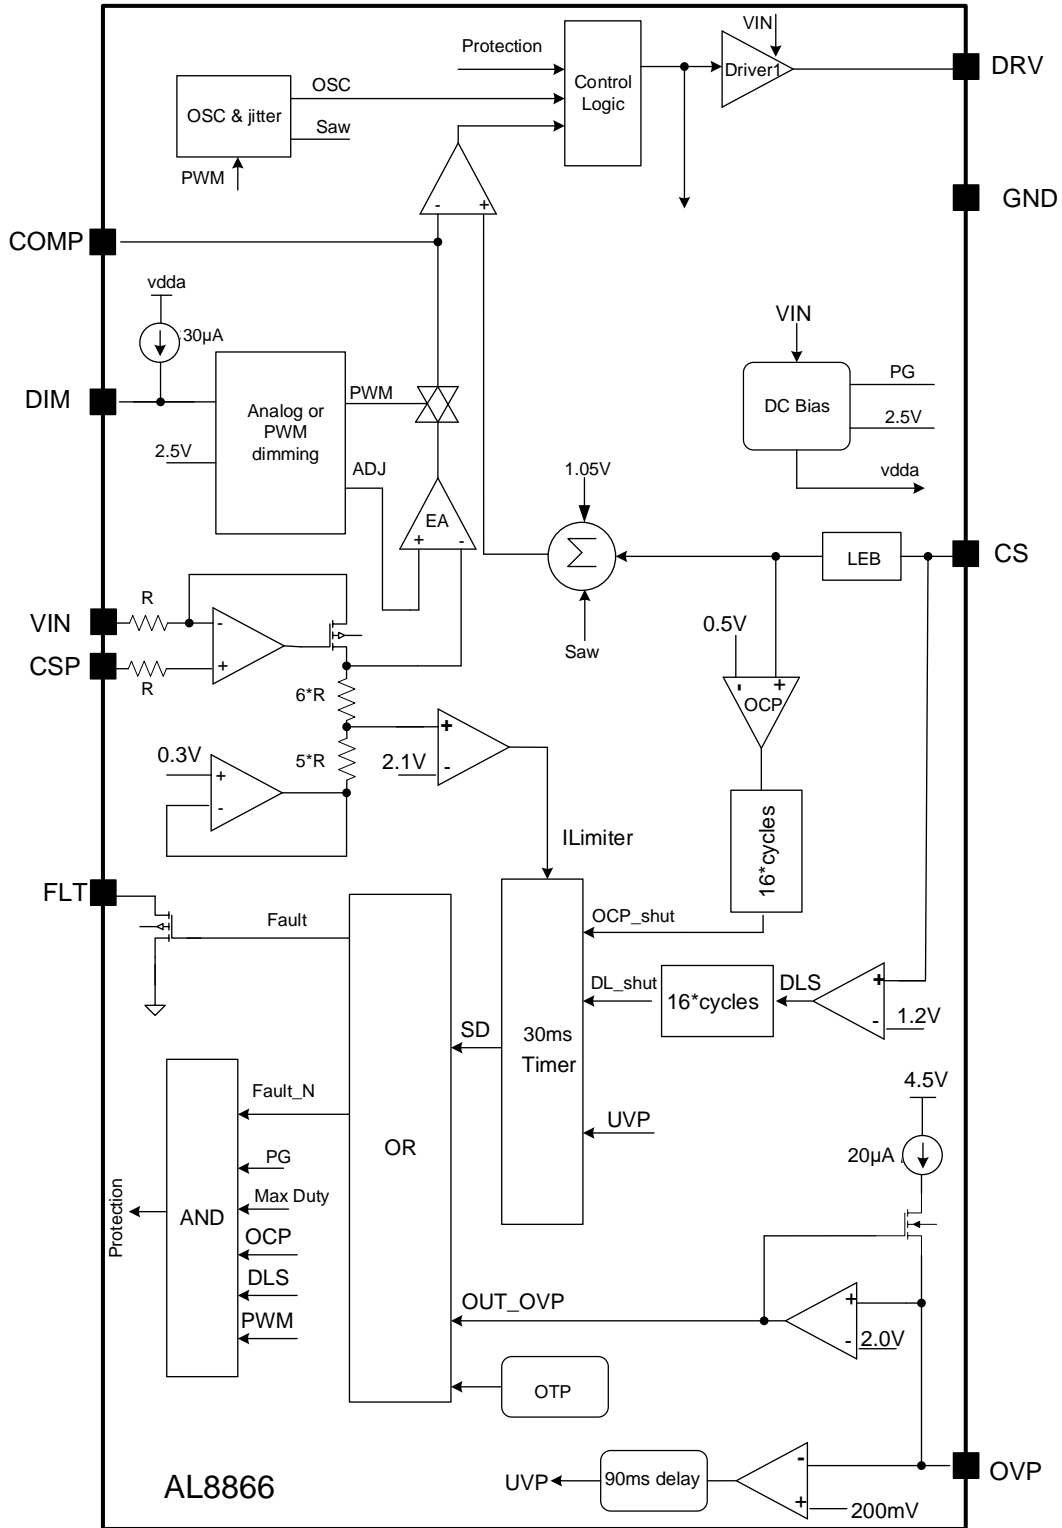 VIN
Protection
DRV
Driver1
Control
Logic
OSC
OSC & jitter
Saw
PWM
GND
-
+
COMP
vdda
30µA
VIN
DIM
PWM
PG
Analog or
PWM
dimming
DC Bias
2.5V
2.5V
ADJ
1.05V
vdda
EA
+
-
Σ
LEB
CS
R
VIN
-
0.5V
Saw
CSP
+
R
-
+
6*R
OCP
+
0.3V
5*R
2.1V
-
+
-
16*cycles
ILimiter
FLT
Fault
OCP_shut
DL_shut
16*cycles
DLS
+
-
1.2V
SD
30ms
Timer
4.5V
Fault_N
UVP
OR
20µA
PG
Max Duty
AND
Protection
OCP
DLS
OUT_OVP
+
PWM
-
2.0V
OTP
-
OVP
AL8866
UVP
90ms delay
+
200mV